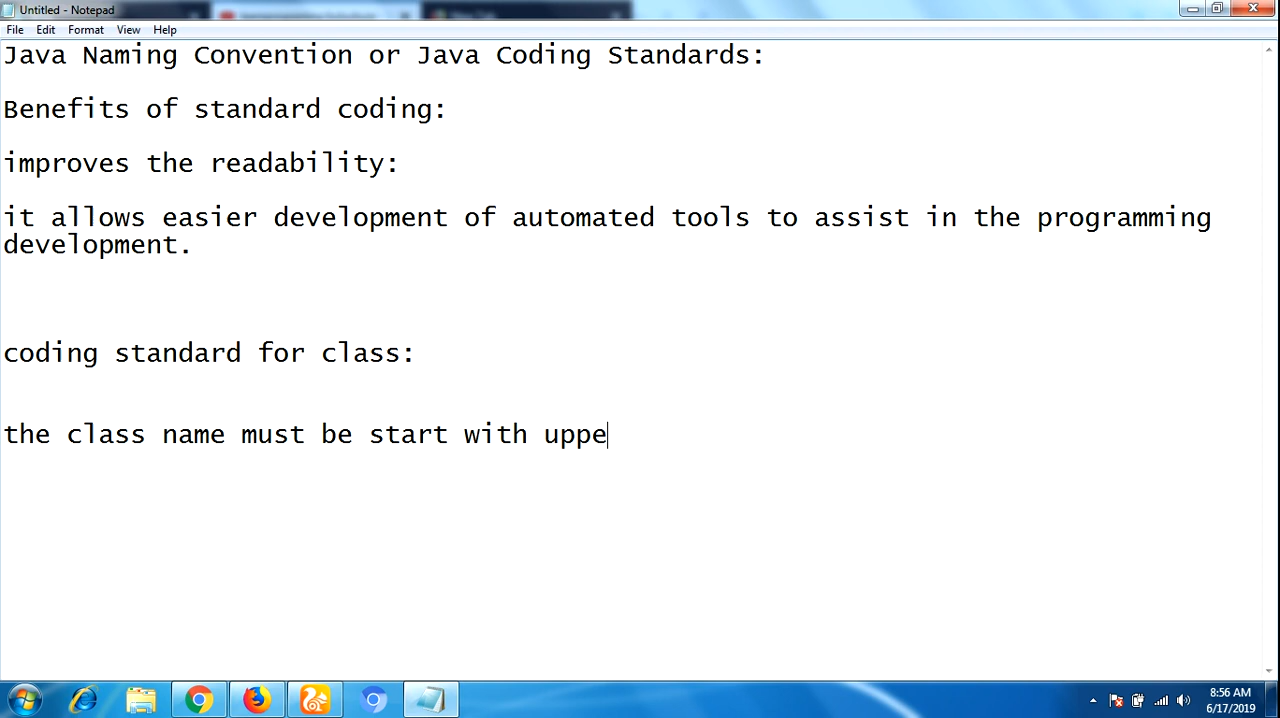 Untitled - Notepad
File Edit Format View Help
Java Naming Convention or Java Coding Standards:
Benefits of standard coding:
improves the readability:
it allows easier development of automated tools to assist in the programming
development.
coding standard for class:
the class name must be start with uppe
8:56 AM
6/17/2019